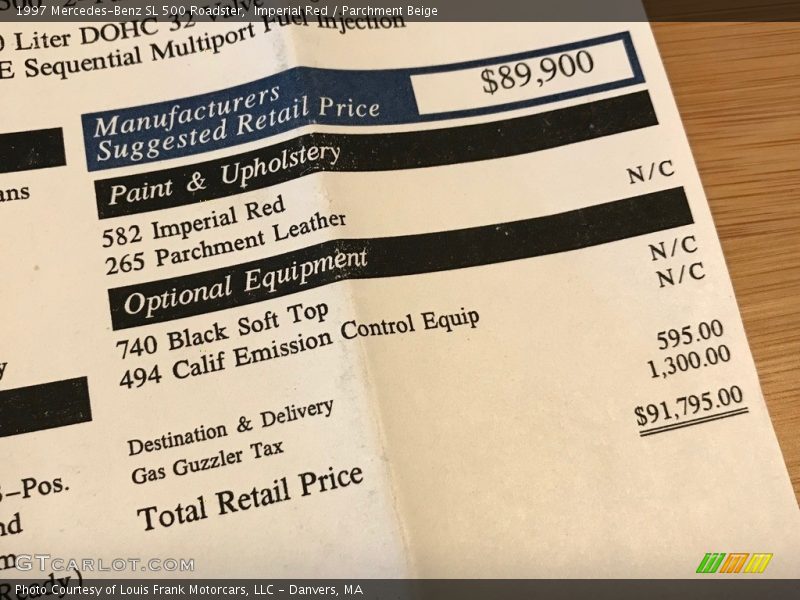 1997 Mercedes-Benz SL 500 Roadster, Imperial Red / Parchment Beige
Liter DOHC 32 Valve
E Sequential Multiport Fuel Injection
Manufacturers
Suggested Retail Price $89,900
Paint & Upholstery
582 Imperial Red N/C
265 Parchment Leather
Optional Equipment
740 Black Soft Top N/C
494 Calif Emission Control Equip N/C
Destination & Delivery 595.00
Gas Guzzler Tax 1,300.00
Total Retail Price $91,795.00
ans
y
-Pos.
nd
m
Ready)
GTCARLOT.COM
Photo Courtesy of Louis Frank Motorcars, LLC - Danvers, MA